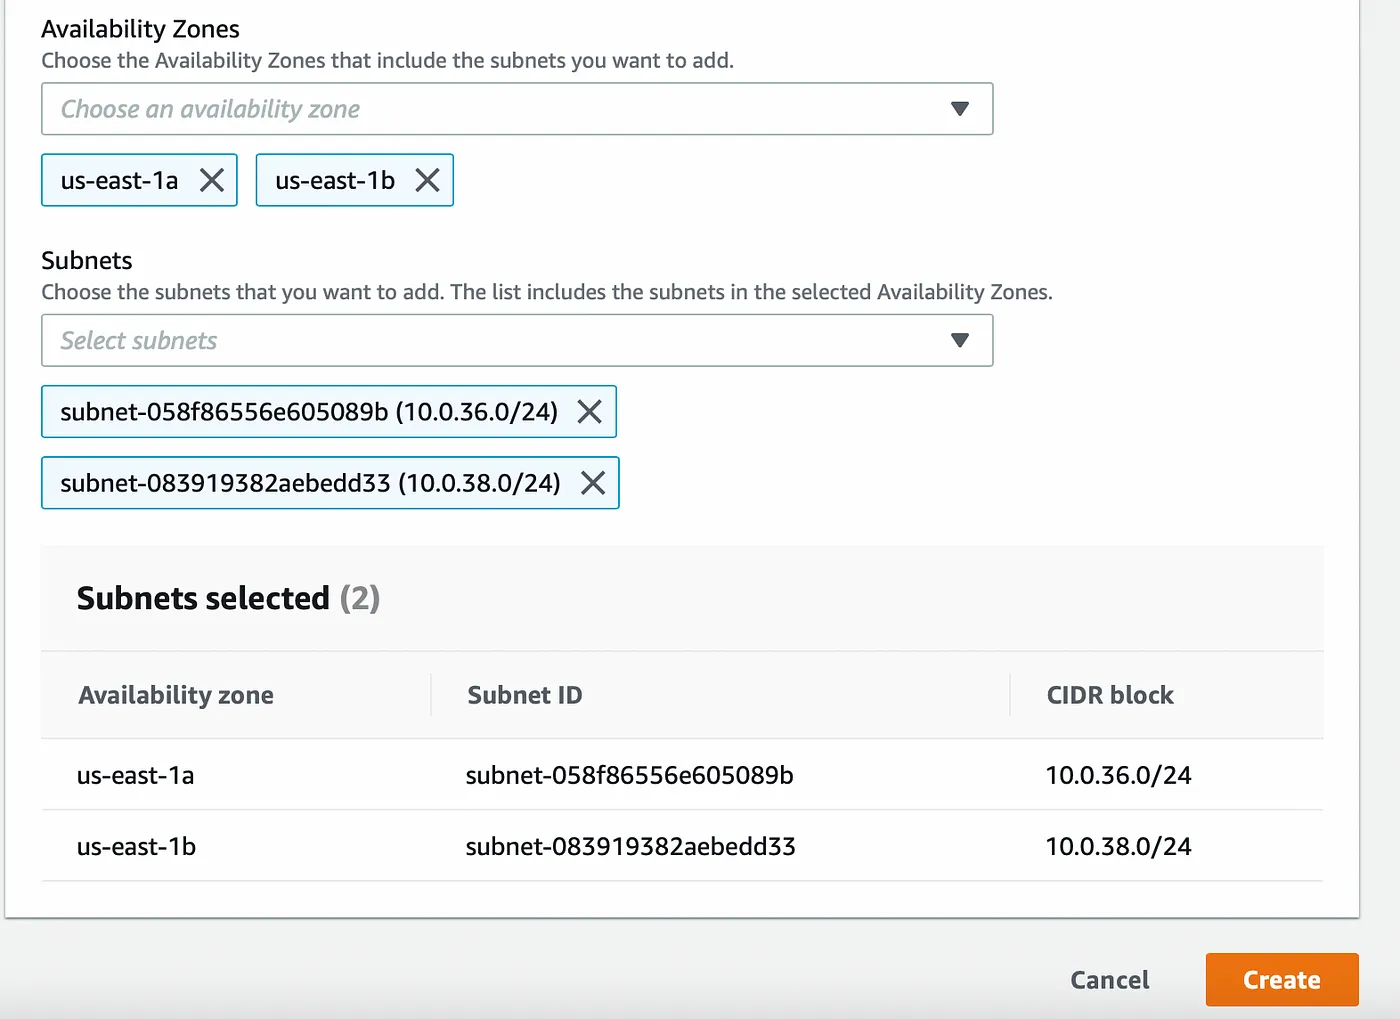 Availability Zones
Choose the Availability Zones that include the subnets you want to add.
Choose an availability zone
us-east-1a us-east-1b
Subnets
Choose the subnets that you want to add. The list includes the subnets in the selected Availability Zones.
Select subnets
subnet-058f86556e605089b (10.0.36.0/24)
subnet-083919382aebedd33 (10.0.38.0/24)
Subnets selected (2)
Availability zone Subnet ID CIDR block
us-east-1a subnet-058f86556e605089b 10.0.36.0/24
us-east-1b subnet-083919382aebedd33 10.0.38.0/24
Cancel Create